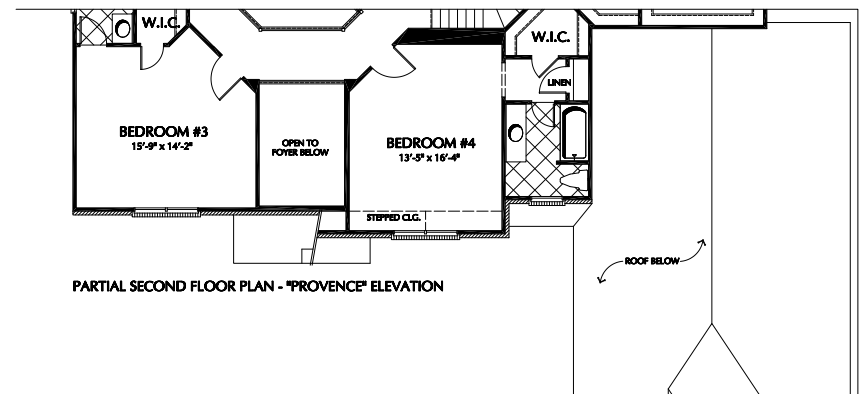 W.I.C.
W.I.C.
LINEN
BEDROOM #3
15'-9" x 14'-2"
OPEN TO
FOYER BELOW
BEDROOM #4
13'-5" x 16'-4"
STEPPED CLG.
ROOF BELOW
PARTIAL SECOND FLOOR PLAN - "PROVENCE" ELEVATION